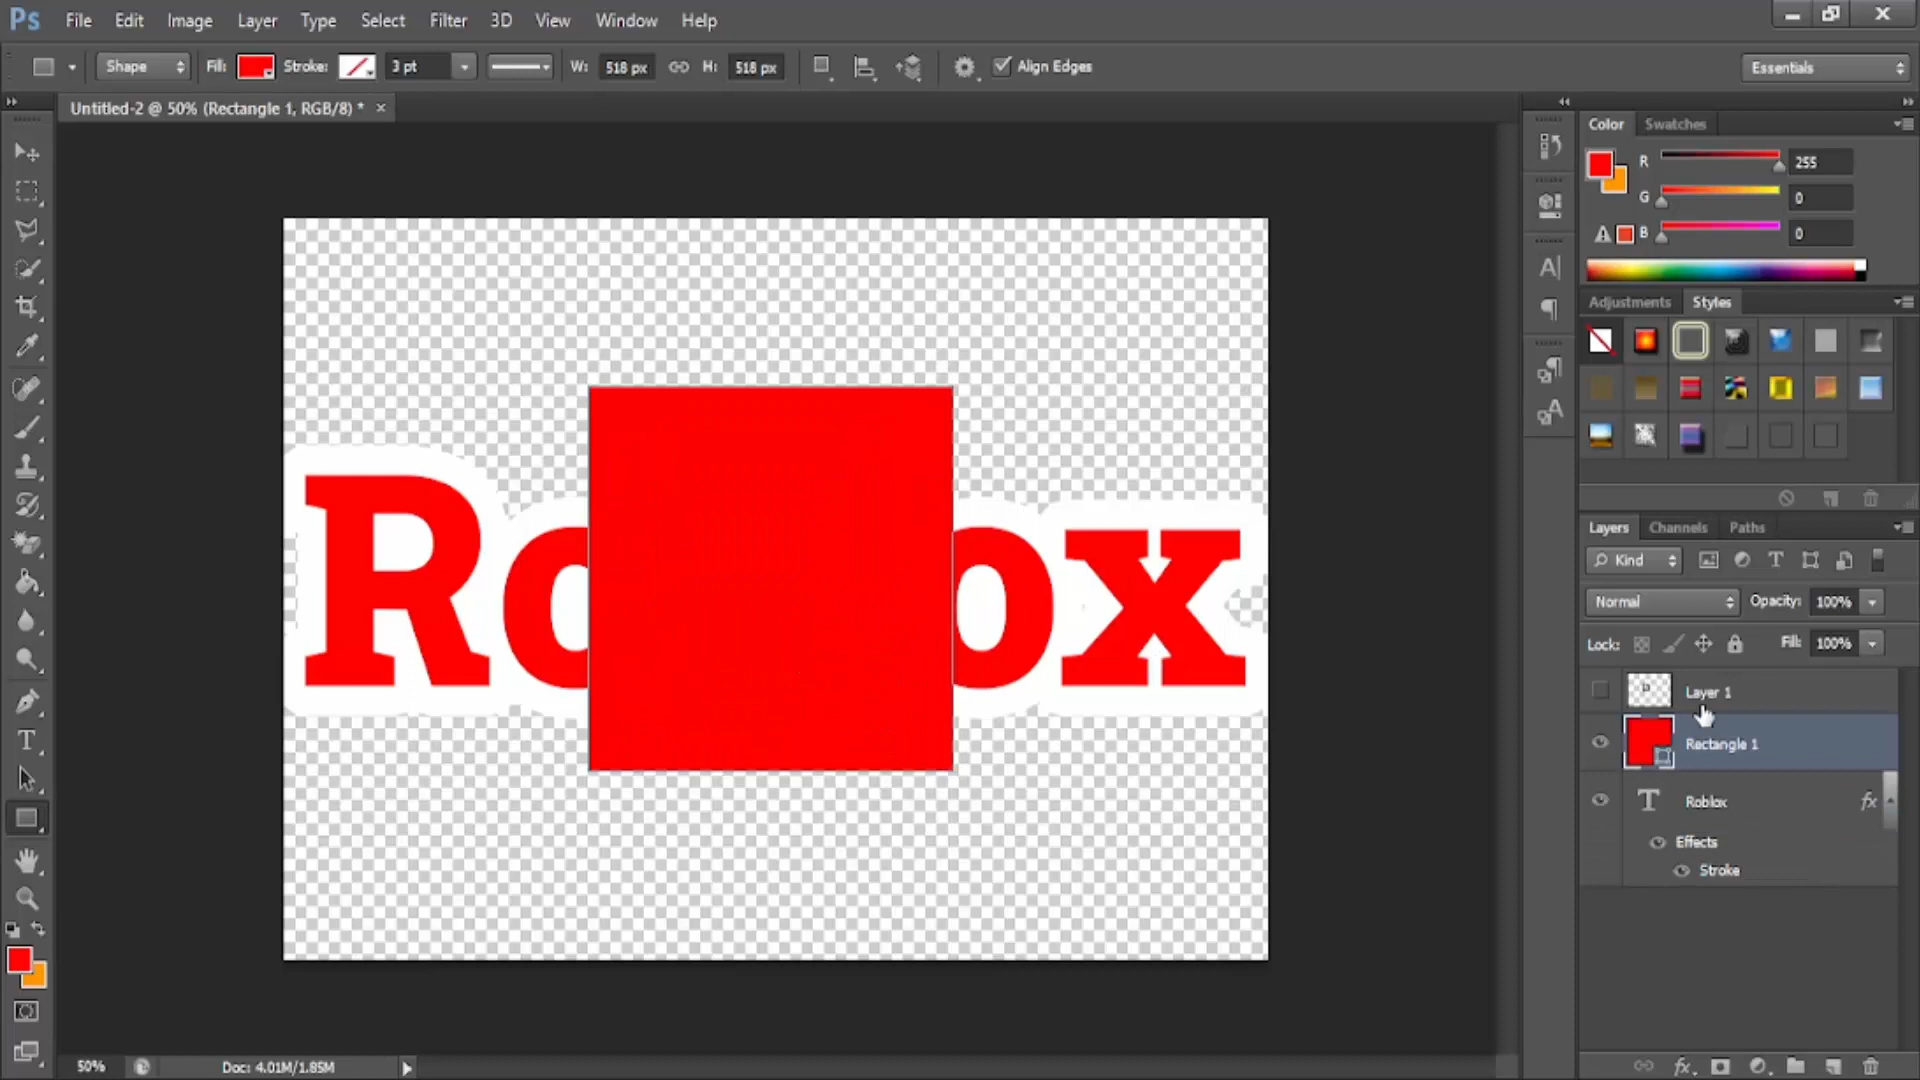 Ps File Edit Image Layer Type Select Filter 3D View Window Help
Shape Fill: Stroke: 3 pt W: 518 px H: 518 px Align Edges Essentials
Untitled-2 @ 50% (Rectangle 1, RGB/8) * ×
Color Swatches
R 255
G 0
B 0
Adjustments Styles
Ro ox
Layers Channels Paths
Kind
Normal Opacity: 100%
Lock: Fill: 100%
Layer 1
Rectangle 1
T Roblox fx
Effects
Stroke
50% Doc: 4.01M/1.85M